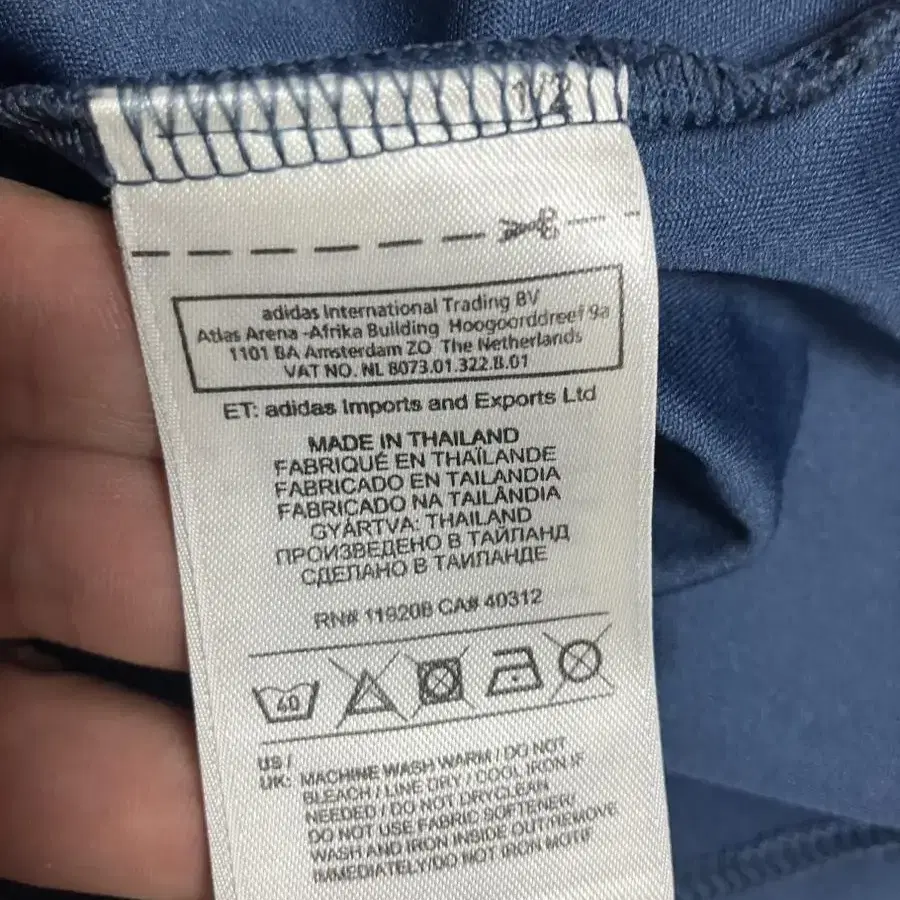 1/2
adidas International Trading BV
Atlas Arena -Afrika Building Hoogoorddreef 9a
1101 BA Amsterdam ZO The Netherlands
VAT NO. NL 8073.01.322.B.01
ET: adidas Imports and Exports Ltd
MADE IN THAILAND
FABRIQUÉ EN THAÏLANDE
FABRICADO EN TAILANDIA
FABRICADO NA TAILÂNDIA
GYÁRTVA: THAILAND
ПРОИЗВЕДЕНО В ТАЙЛАНД
СДЕЛАНО В ТАИЛАНДЕ
RN# 119208 CA# 40312
40
US /
UK: MACHINE WASH WARM / DO NOT
BLEACH / LINE DRY / COOL IRON IF
NEEDED / DO NOT DRYCLEAN
DO NOT USE FABRIC SOFTENER/
WASH AND IRON INSIDE OUT/REMOVE
IMMEDIATELY/DO NOT IRON MOTIF